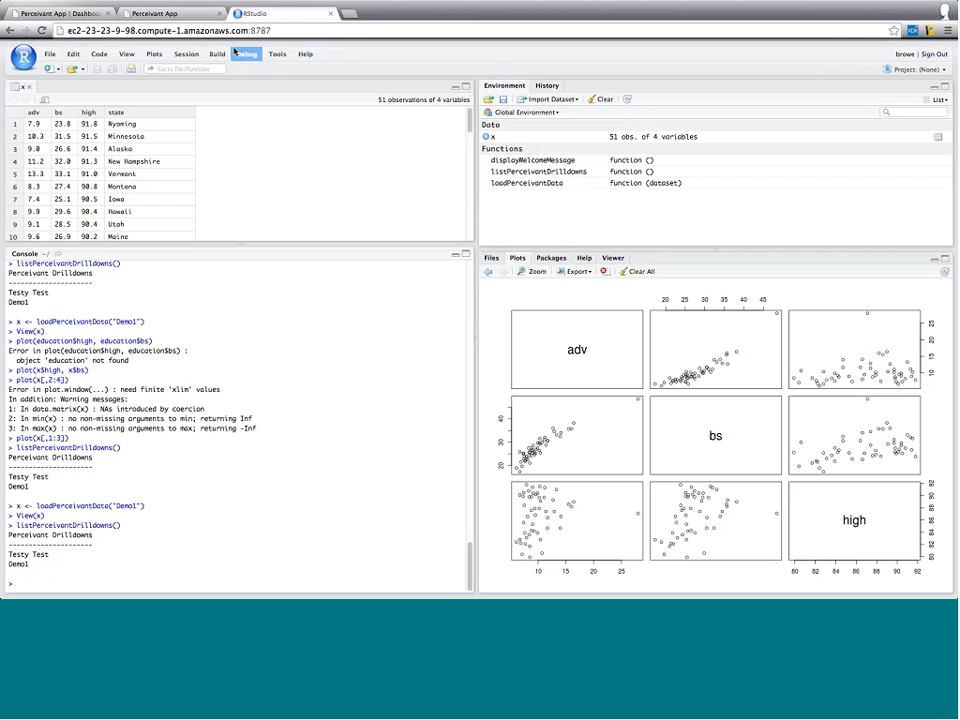 Perceivant App | Dashboa
Perceivant App
RStudio
ec2-23-23-9-98.compute-1.amazonaws.com:8787
R File Edit Code View Plots Session Build Debug Tools Help
browe | Sign Out
Go to file/function
Project: (None)
x
51 observations of 4 variables
adv bs high state
1 7.9 23.8 91.8 Wyoming
2 10.3 31.5 91.5 Minnesota
3 9.0 26.6 91.4 Alaska
4 11.2 32.0 91.3 New Hampshire
5 13.3 33.1 91.0 Vermont
6 8.3 27.4 90.8 Montana
7 7.4 25.1 90.5 Iowa
8 9.9 29.6 90.4 Hawaii
9 9.1 28.5 90.4 Utah
10 9.6 26.9 90.2 Maine
Environment History
Import Dataset Clear List
Global Environment
Data
x 51 obs. of 4 variables
Functions
displayWelcomeMessage function ()
listPerceivantDrilldowns function ()
loadPerceivantData function (dataset)
Console ~/
> listPerceivantDrilldowns()
Perceivant Drilldowns
---------------------
Testy Test
Demo1
> x <- loadPerceivantData("Demo1")
> View(x)
> plot(education$high, education$bs)
Error in plot(education$high, education$bs) :
object 'education' not found
> plot(x$high, x$bs)
> plot(x[,2:4])
Error in plot.window(...) : need finite 'xlim' values
In addition: Warning messages:
1: In data.matrix(x) : NAs introduced by coercion
2: In min(x) : no non-missing arguments to min; returning Inf
3: In max(x) : no non-missing arguments to max; returning -Inf
> plot(x[,1:3])
> listPerceivantDrilldowns()
Perceivant Drilldowns
---------------------
Testy Test
Demo1
> x <- loadPerceivantData("Demo1")
> View(x)
> listPerceivantDrilldowns()
Perceivant Drilldowns
---------------------
Testy Test
Demo1
>
Files Plots Packages Help Viewer
Zoom Export Clear All
20 25 30 35 40 45
adv
10 15 20 25
20 30 40
bs
high
80 82 84 86 88 90 92
10 15 20 25
80 82 84 86 88 90 92